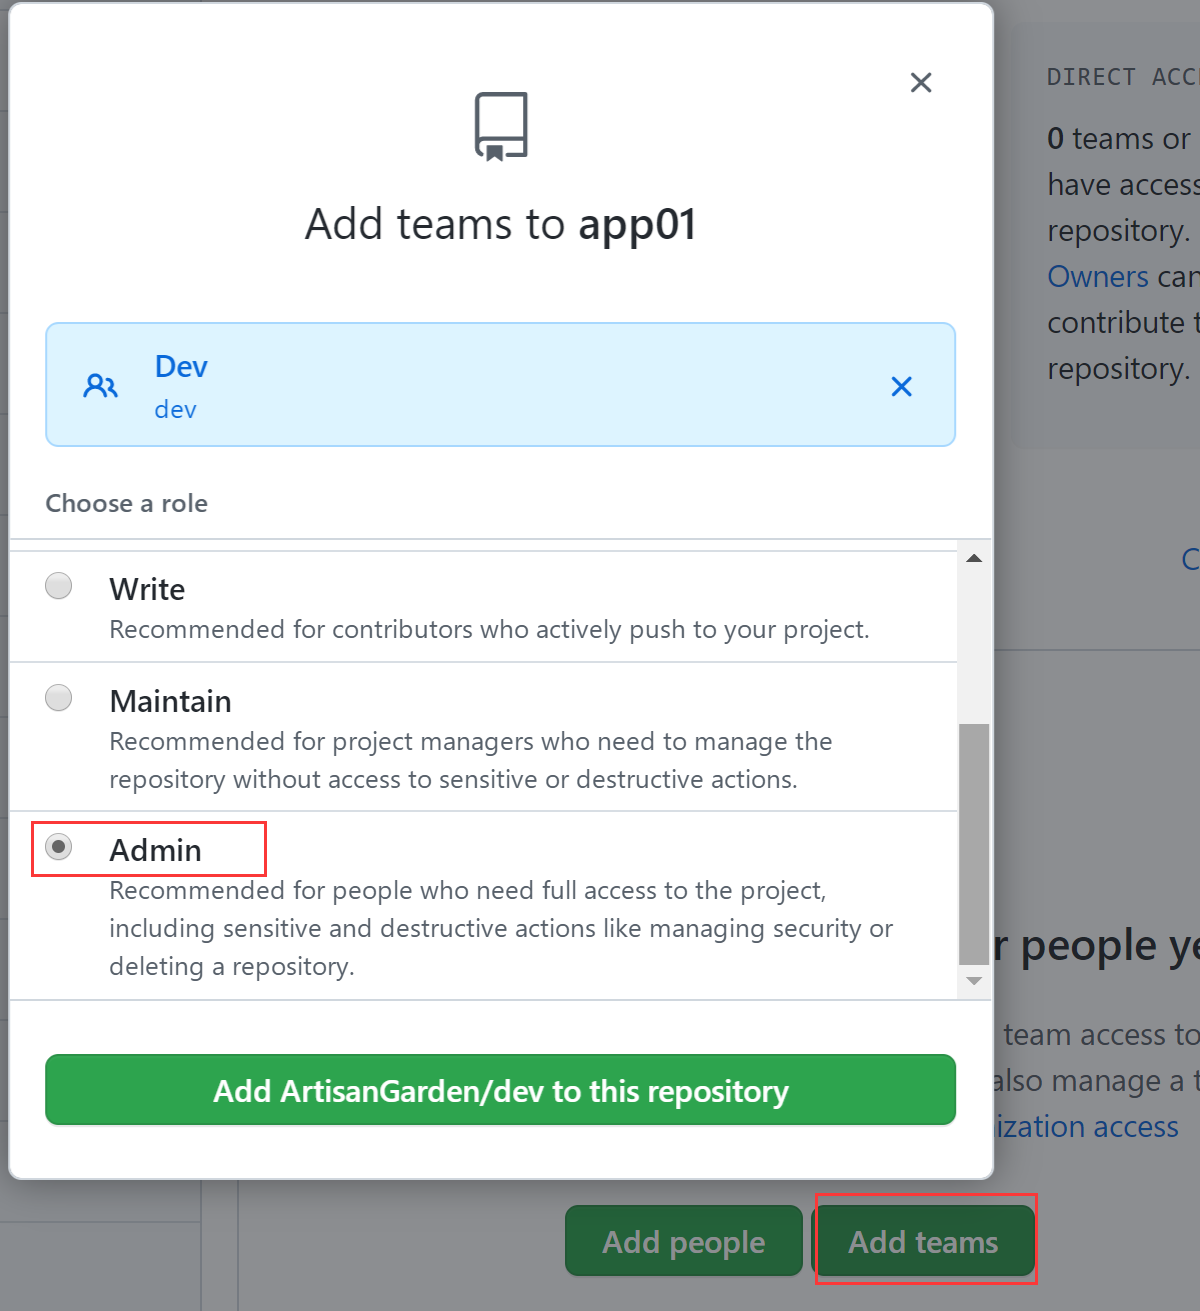 Add teams to app01
Dev
dev
Choose a role
Write
Recommended for contributors who actively push to your project.
Maintain
Recommended for project managers who need to manage the
repository without access to sensitive or destructive actions.
Admin
Recommended for people who need full access to the project,
including sensitive and destructive actions like managing security or
deleting a repository.
Add ArtisanGarden/dev to this repository
DIRECT
0 teams or
have access
repository.
Owners can
contribute
repository.
people
team access to
also manage a
access
Add people
Add teams